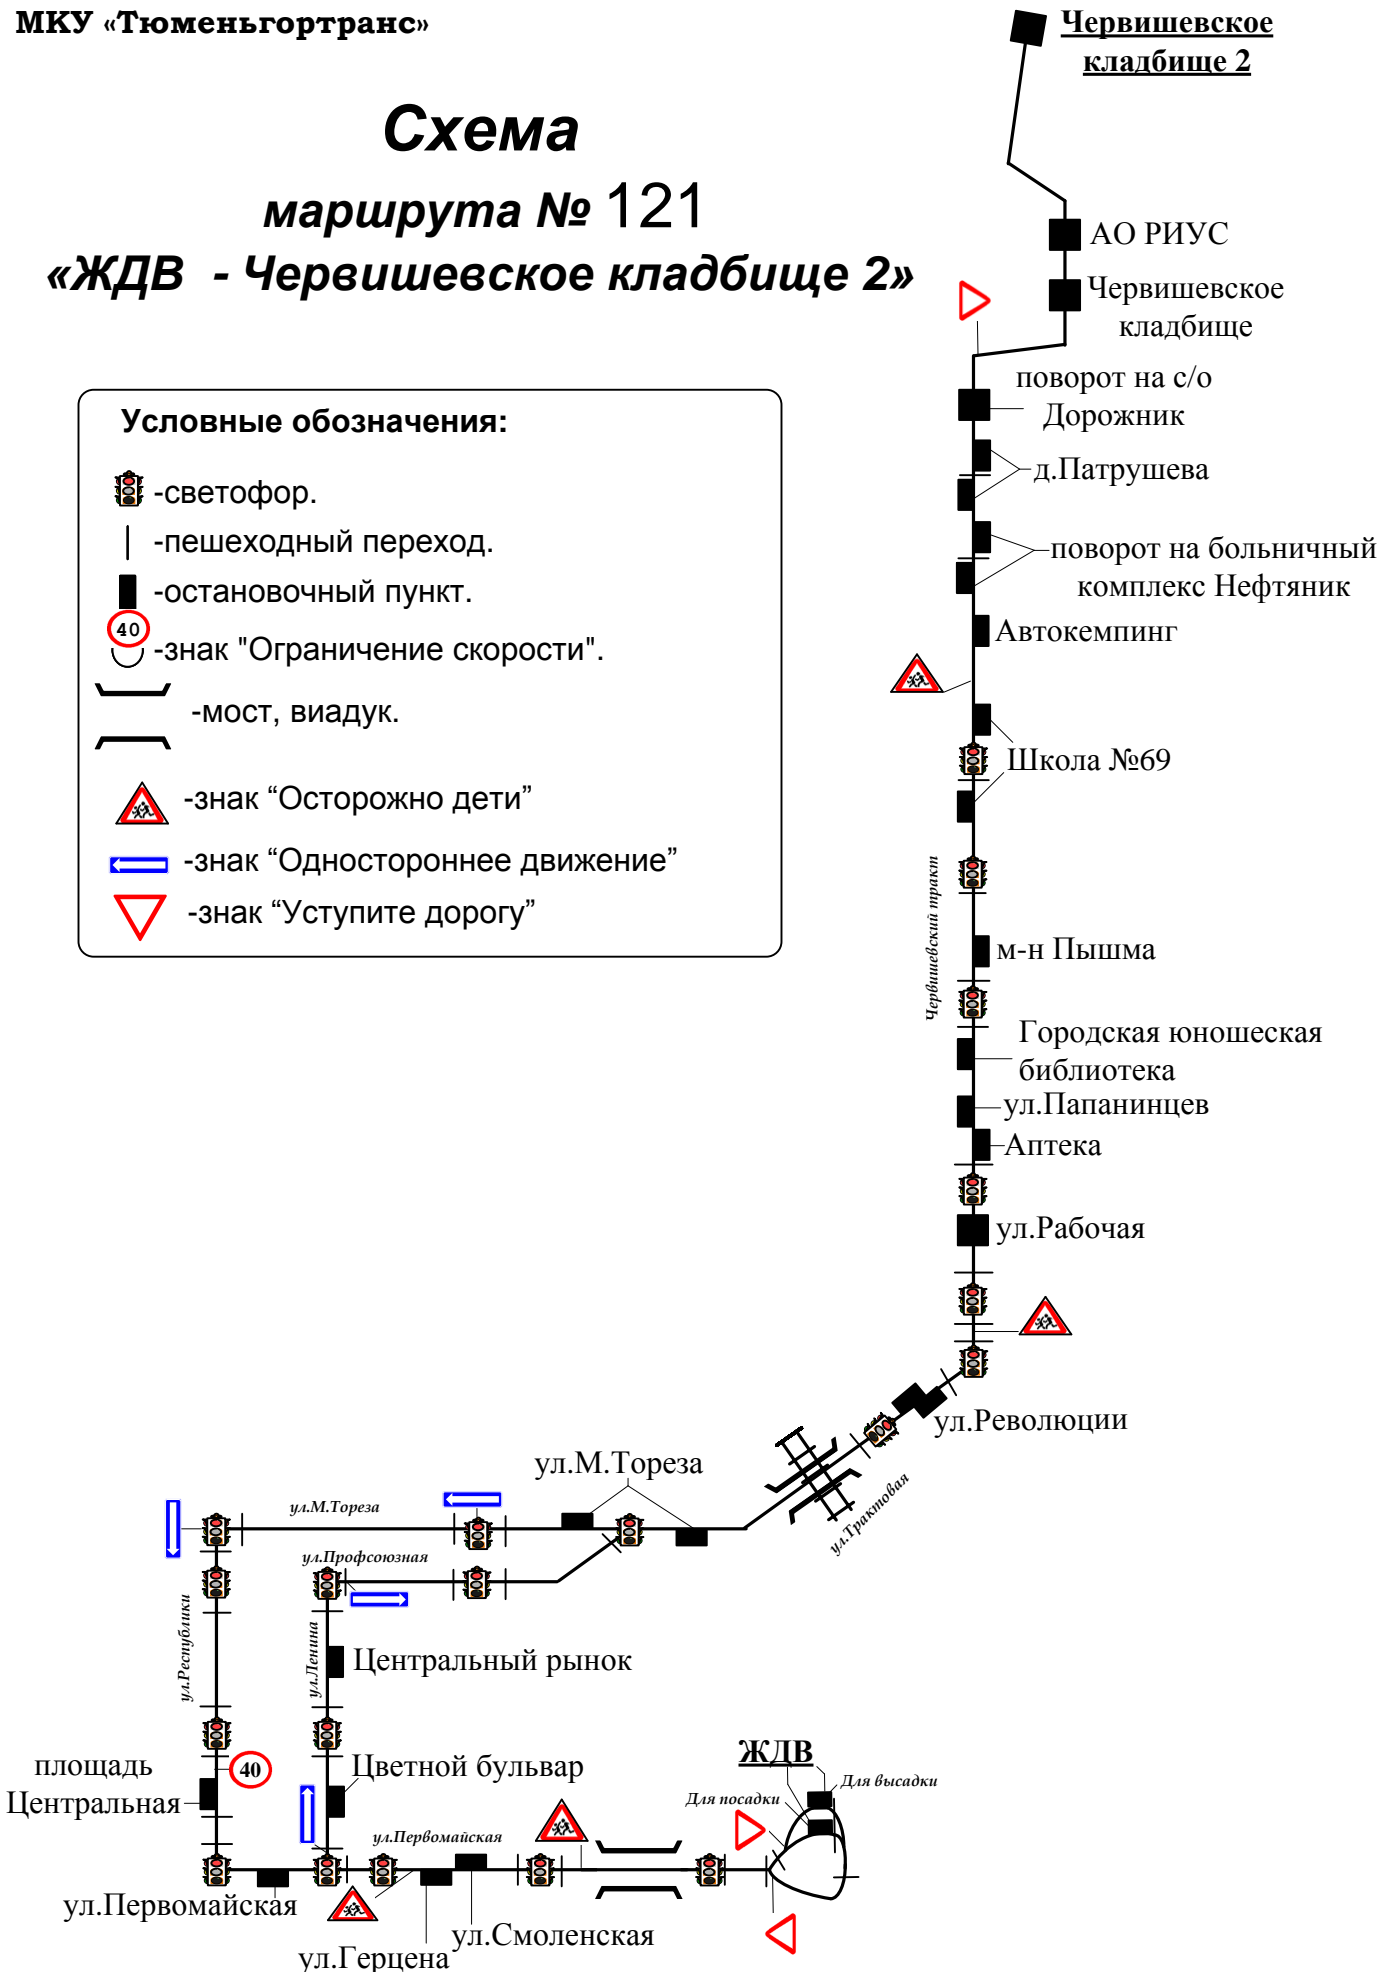 МКУ «Тюменьгортранс»
Червишевское
кладбище 2
Схема
маршрута № 121
«ЖДВ - Червишевское кладбище 2»
АО РИУС
Червишевское
кладбище
поворот на с/о
Дорожник
Условные обозначения:
-светофор.
-пешеходный переход.
-остановочный пункт.
40
-знак "Ограничение скорости".
-мост, виадук.
-знак “Осторожно дети”
-знак “Одностороннее движение”
-знак “Уступите дорогу”
д.Патрушева
поворот на больничный
комплекс Нефтяник
Автокемпинг
Школа №69
Червишевский тракт
м-н Пышма
Городская юношеская
библиотека
ул.Папанинцев
Аптека
ул.Рабочая
ул.Революции
ул.Трактовая
ул.М.Тореза
ул.М.Тореза
ул.Профсоюзная
ул.Республики
ул.Ленина
Центральный рынок
площадь
Центральная
40
Цветной бульвар
ЖДВ
Для высадки
Для посадки
ул.Первомайская
ул.Первомайская
ул.Герцена
ул.Смоленская